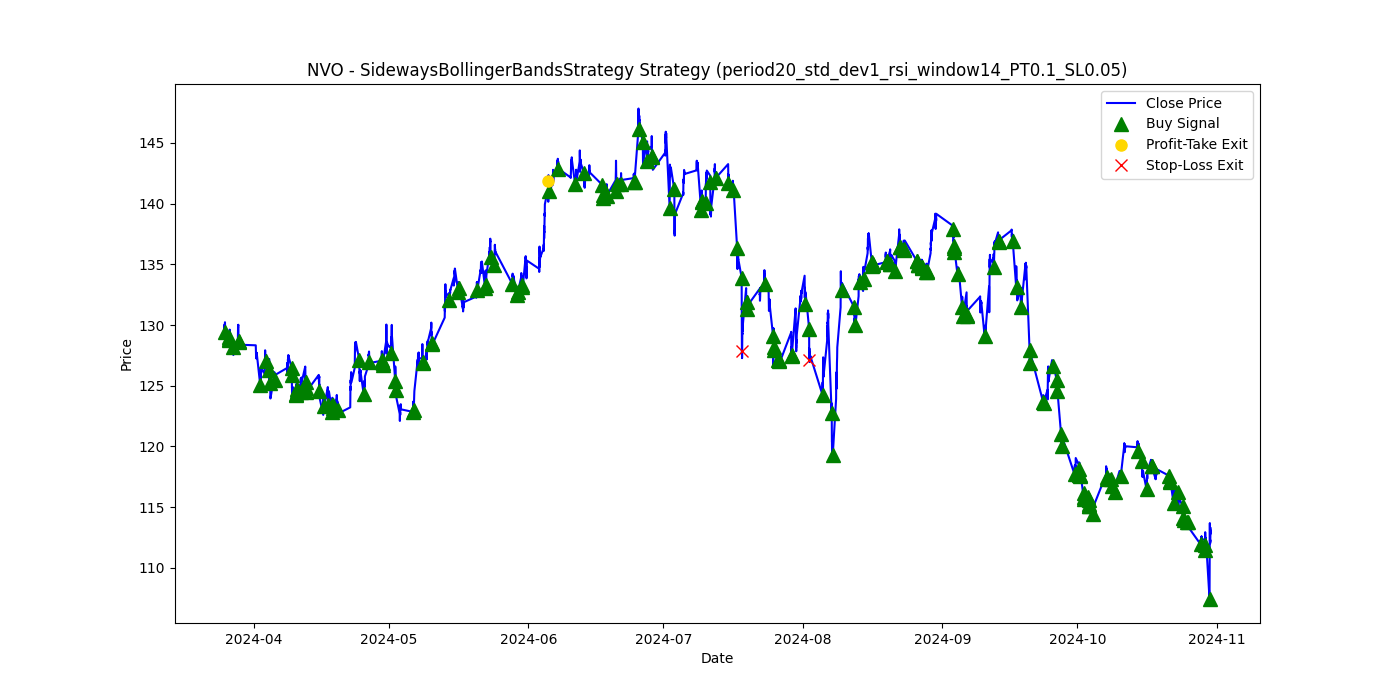 NVO - SidewaysBollingerBandsStrategy Strategy (period20_std_dev1_rsi_window14_PT0.1_SL0.05)
Close Price
Buy Signal
Profit-Take Exit
Stop-Loss Exit
Price
145
140
135
130
125
120
115
110
2024-04
2024-05
2024-06
2024-07
2024-08
2024-09
2024-10
2024-11
Date